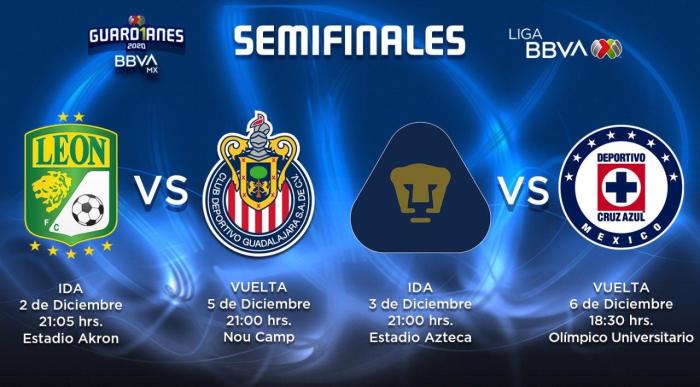 GUARD1ANES
2020
BBVA
MX
SEMIFINALES
LIGA
BBVA
LEON
F C
VS
CLUB DEPORTIVO GUADALAJARA S.A. DE C.V.
VS
DEPORTIVO
CRUZ AZUL
MEXICO
IDA
2 de Diciembre
21:05 hrs.
Estadio Akron
VUELTA
5 de Diciembre
21:00 hrs.
Nou Camp
IDA
3 de Diciembre
21:00 hrs.
Estadio Azteca
VUELTA
6 de Diciembre
18:30 hrs.
Olímpico Universitario